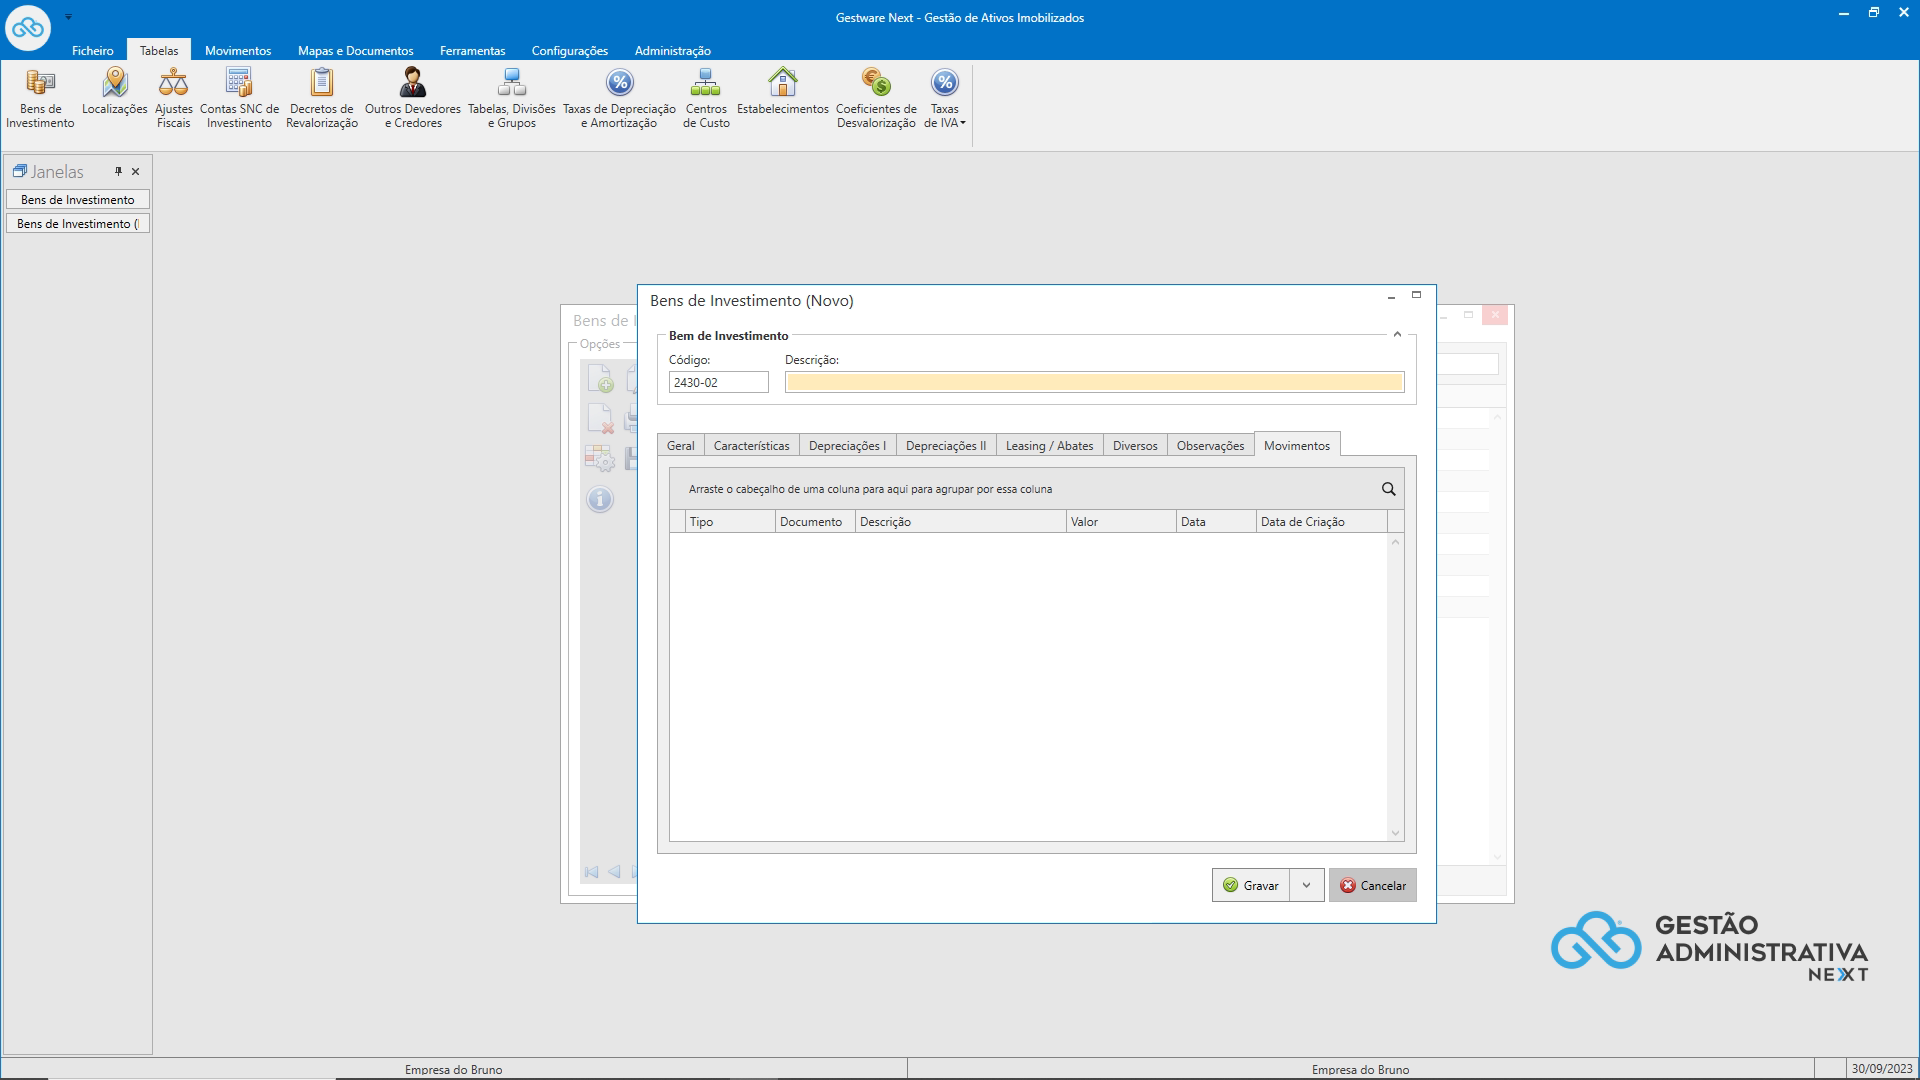 Gestware Next - Gestão de Ativos Imobilizados
Ficheiro Tabelas Movimentos Mapas e Documentos Ferramentas Configurações Administração
Bens de Investimento
Localizações
Ajustes Fiscais
Contas SNC de Investinento
Decretos de Revalorização
Outros Devedores e Credores
Tabelas, Divisões e Grupos
Taxas de Depreciação e Amortização
Centros de Custo
Estabelecimentos
Coeficientes de Desvalorização
Taxas de IVA
Janelas
Bens de Investimento
Bens de Investimento (
Bens de I
Opções
Bens de Investimento (Novo)
Bem de Investimento
Código: Descrição:
2430-02
Geral Características Depreciações I Depreciações II Leasing / Abates Diversos Observações Movimentos
Arraste o cabeçalho de uma coluna para aqui para agrupar por essa coluna
Tipo Documento Descrição Valor Data Data de Criação
Gravar Cancelar
GESTÃO
ADMINISTRATIVA
NEXT
Empresa do Bruno Empresa do Bruno 30/09/2023